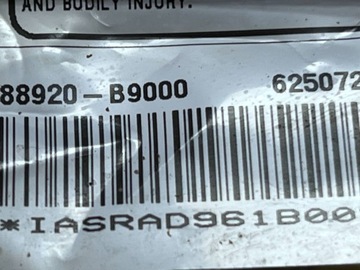 AND BODILY INJURY.
88920-B9000 625072
*IASRAD961B00